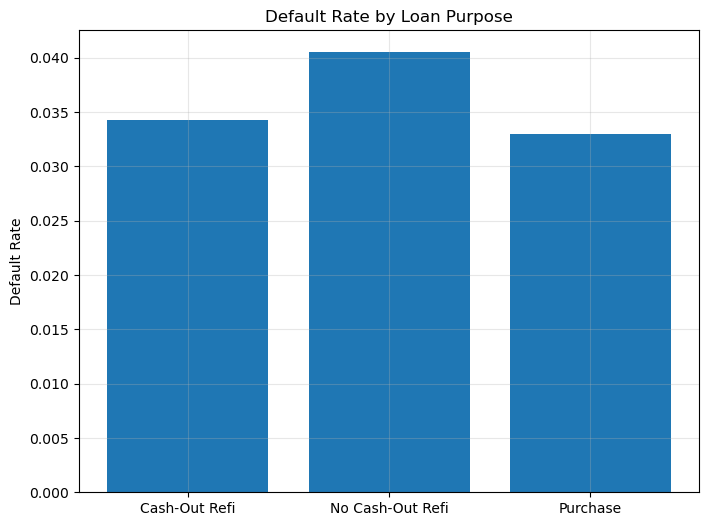 Default Rate by Loan Purpose
Default Rate
0.040
0.035
0.030
0.025
0.020
0.015
0.010
0.005
0.000
Cash-Out Refi
No Cash-Out Refi
Purchase